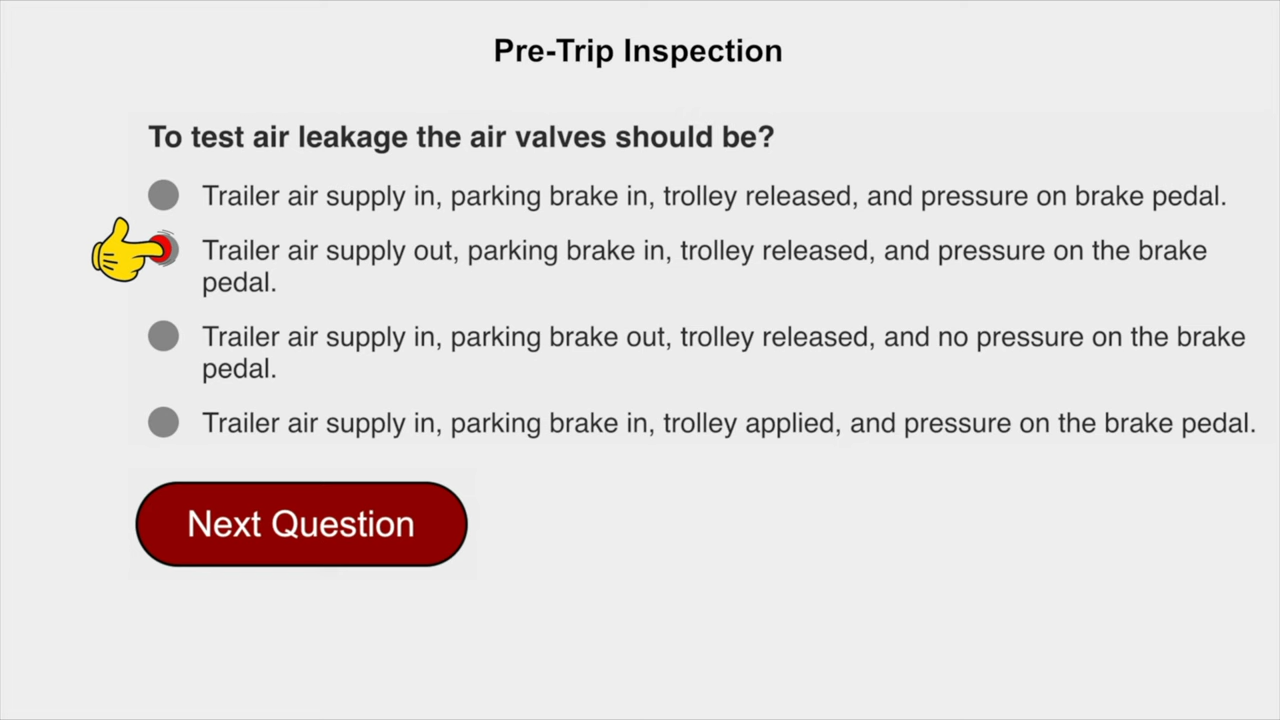 Pre-Trip Inspection
To test air leakage the air valves should be?
Trailer air supply in, parking brake in, trolley released, and pressure on brake pedal.
Trailer air supply out, parking brake in, trolley released, and pressure on the brake
pedal.
Trailer air supply in, parking brake out, trolley released, and no pressure on the brake
pedal.
Trailer air supply in, parking brake in, trolley applied, and pressure on the brake pedal.
Next Question